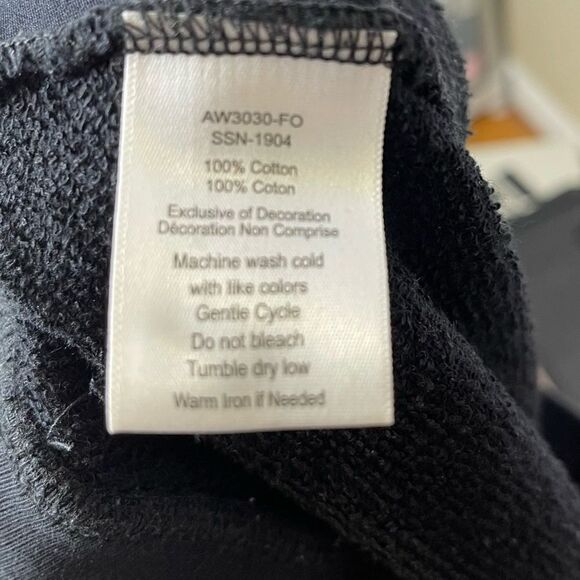 AW3030-FO
SSN-1904
100% Cotton
100% Coton
Exclusive of Decoration
Décoration Non Comprise
Machine wash cold
with like colors
Gentle Cycle
Do not bleach
Tumble dry low
Warm Iron if Needed